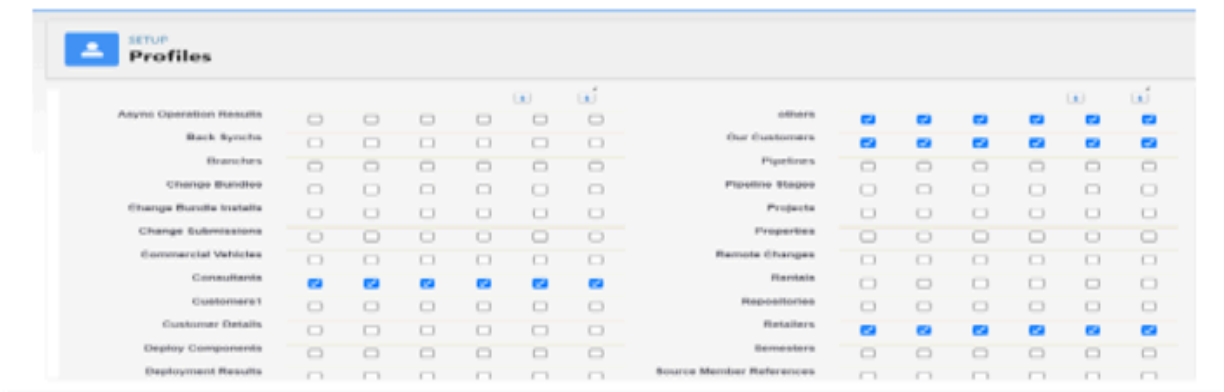 SETUP
Profiles
Async Operation Results
Back Synchs
Branches
Change Bundles
Change Bundle Installs
Change Submissions
Commercial Vehicles
Consultants
Customers1
Customer Details
Deploy Components
Deployment Results
others
Our Customers
Pipelines
Pipeline Stages
Projects
Properties
Remote Changes
Rentals
Repositories
Retailers
Semesters
Source Member References